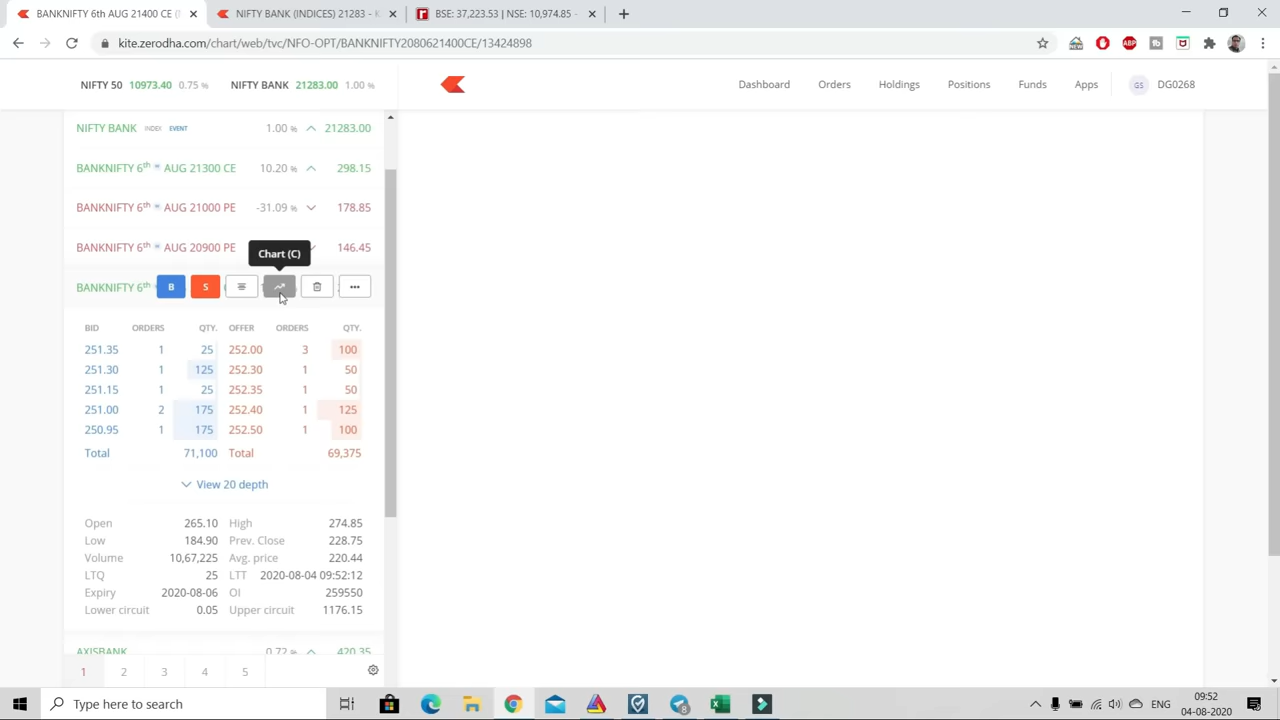 BANKNIFTY 6th AUG 21400 CE (
NIFTY BANK (INDICES) 21283 - K
BSE: 37,223.53 | NSE: 10,974.85 -
kite.zerodha.com/chart/web/tvc/NFO-OPT/BANKNIFTY2080621400CE/13424898
NEW
ABP
NIFTY 50 10973.40 0.75 % NIFTY BANK 21283.00 1.00 %
Dashboard Orders Holdings Positions Funds Apps GS DG0268
NIFTY BANK INDEX EVENT 1.00 % 21283.00
BANKNIFTY 6th W AUG 21300 CE 10.20 % 298.15
BANKNIFTY 6th W AUG 21000 PE -31.09 % 178.85
BANKNIFTY 6th W AUG 20900 PE 146.45
Chart (C)
BANKNIFTY 6th B S
BID ORDERS QTY. OFFER ORDERS QTY.
251.35 1 25 252.00 3 100
251.30 1 125 252.30 1 50
251.15 1 25 252.35 1 50
251.00 2 175 252.40 1 125
250.95 1 175 252.50 1 100
Total 71,100 Total 69,375
View 20 depth
Open 265.10 High 274.85
Low 184.90 Prev. Close 228.75
Volume 10,67,225 Avg. price 220.44
LTQ 25 LTT 2020-08-04 09:52:12
Expiry 2020-08-06 OI 259550
Lower circuit 0.05 Upper circuit 1176.15
AXISBANK 0.72 % 420.35
1 2 3 4 5
Type here to search
ENG
09:52
04-08-2020